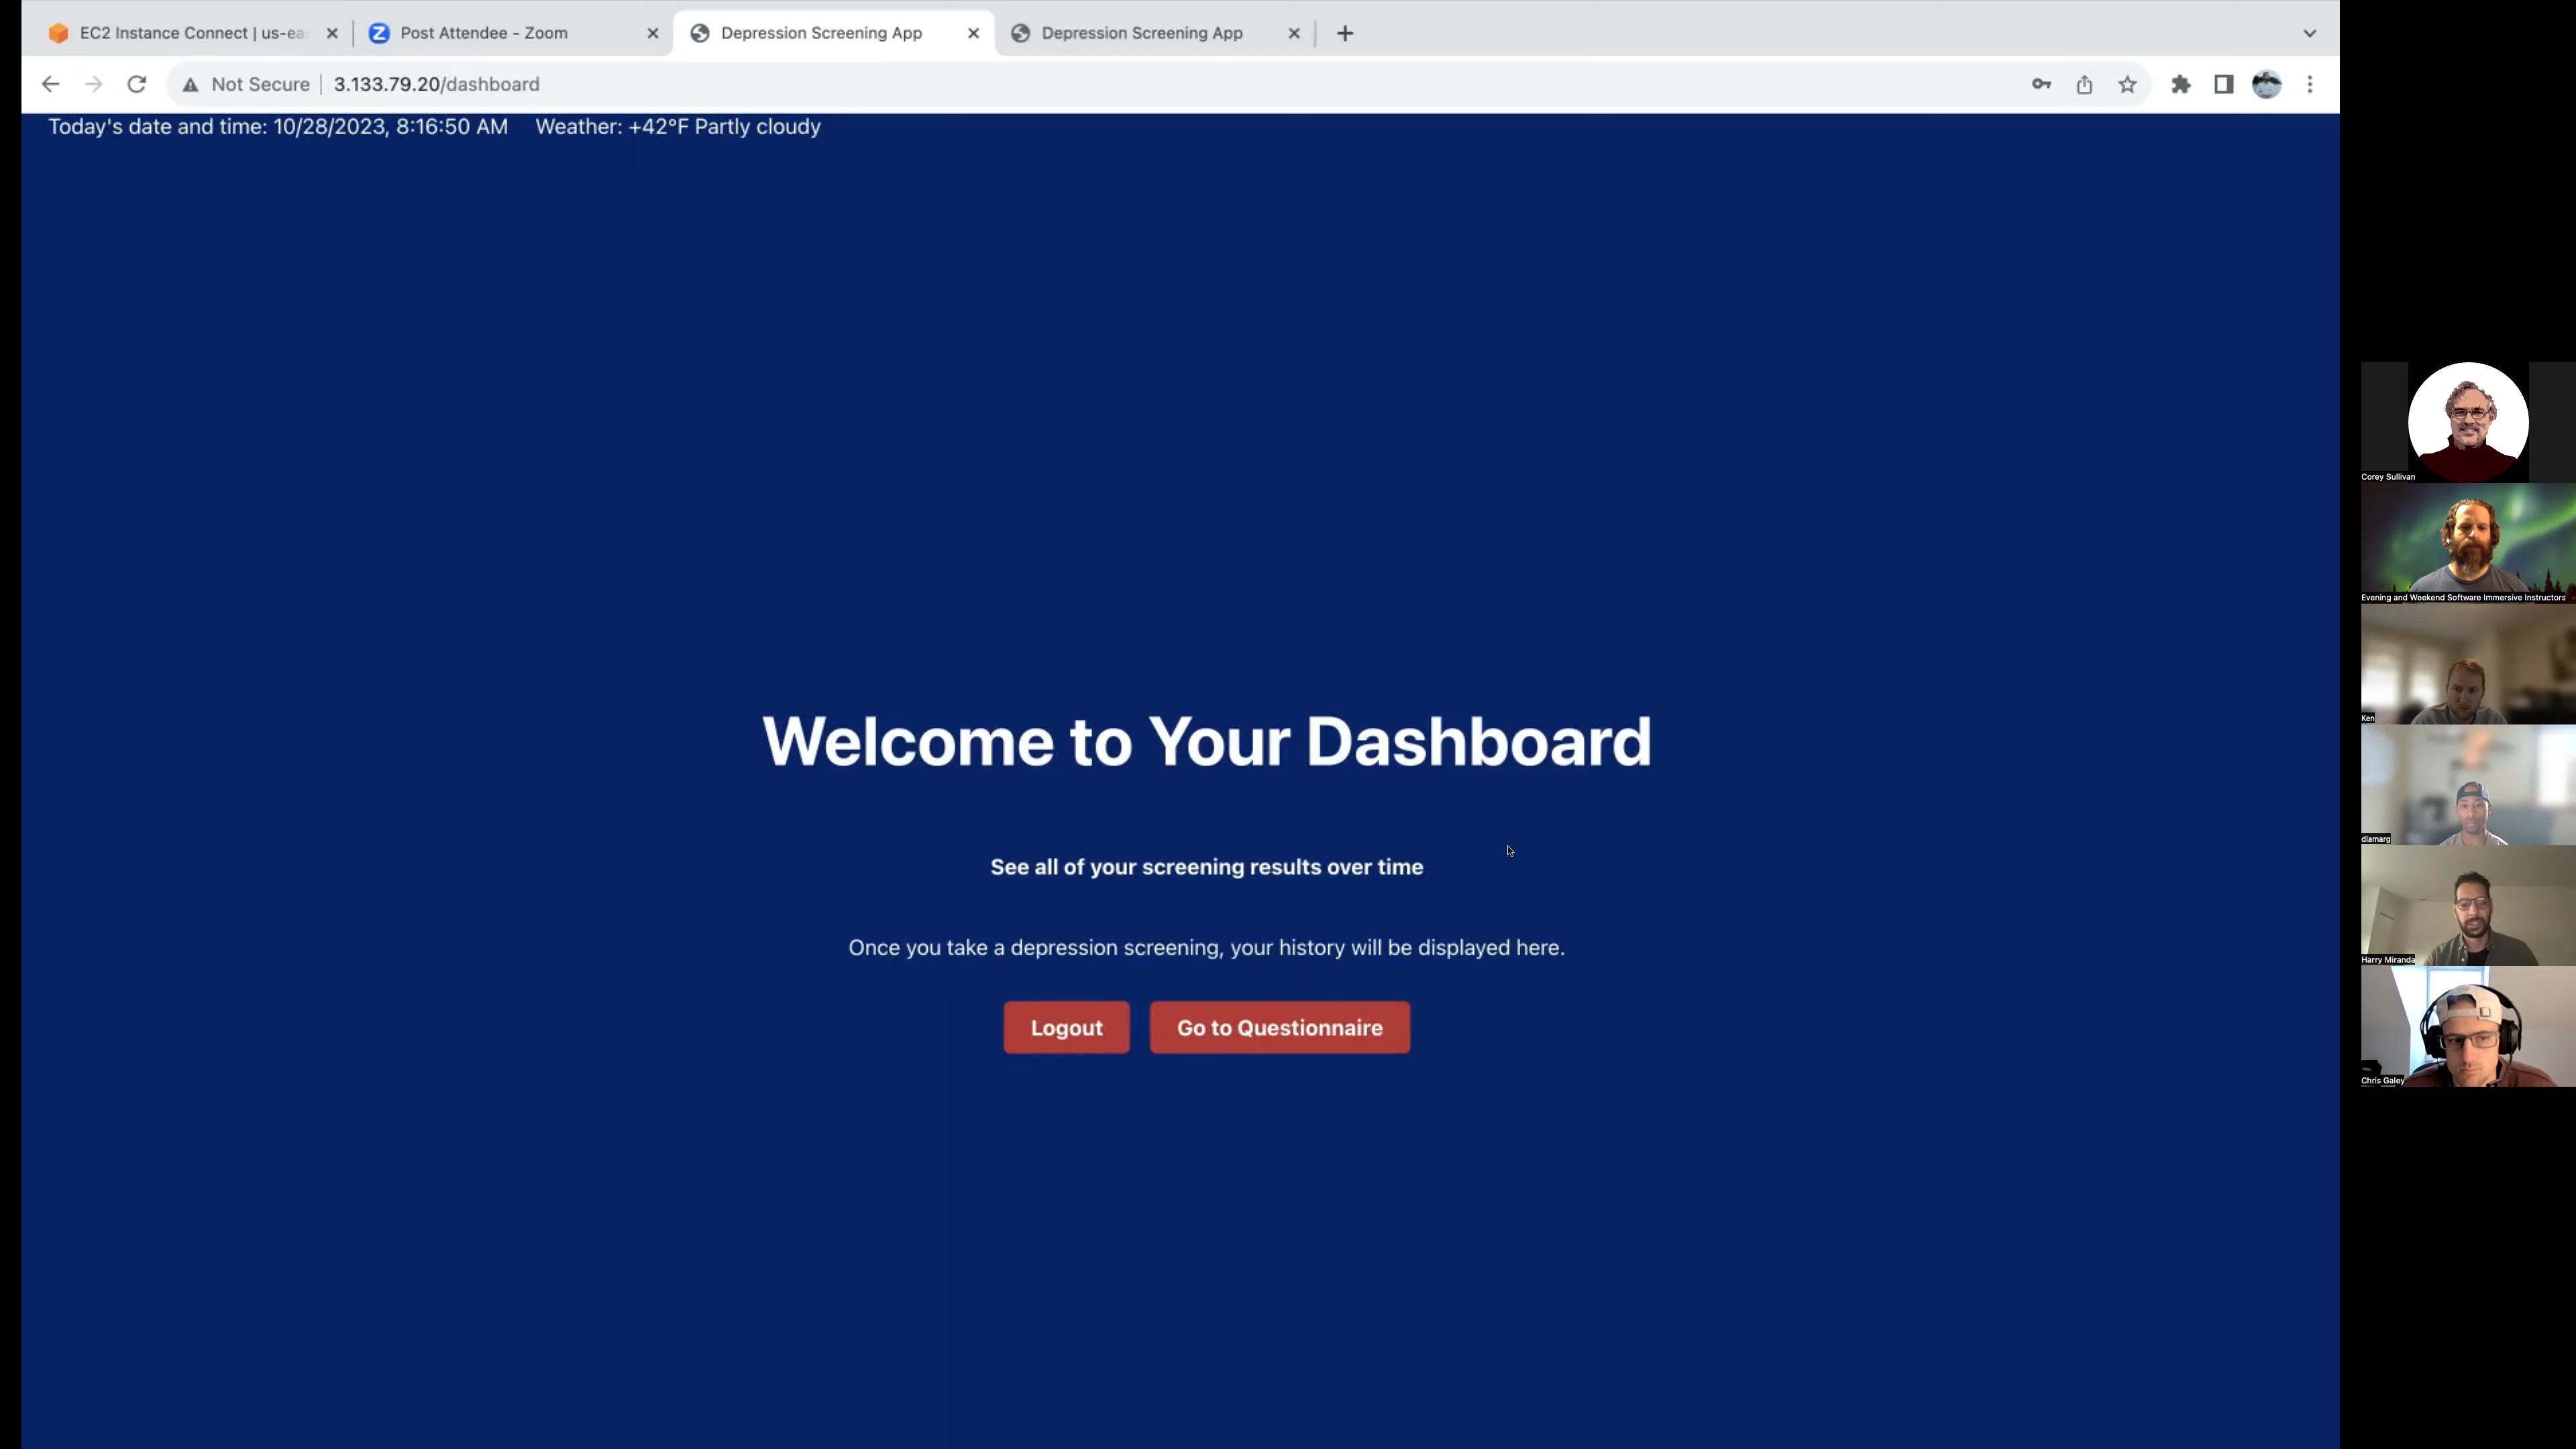 EC2 Instance Connect | us-ea
Post Attendee - Zoom
Depression Screening App
Depression Screening App
Not Secure
3.133.79.20/dashboard
Today's date and time: 10/28/2023, 8:16:50 AM Weather: +42°F Partly cloudy
Welcome to Your Dashboard
See all of your screening results over time
Once you take a depression screening, your history will be displayed here.
Logout
Go to Questionnaire
Corey Sullivan
Evening and Weekend Software Immersive Instructors
Ken
dlamarg
Harry Miranda
Chris Galey